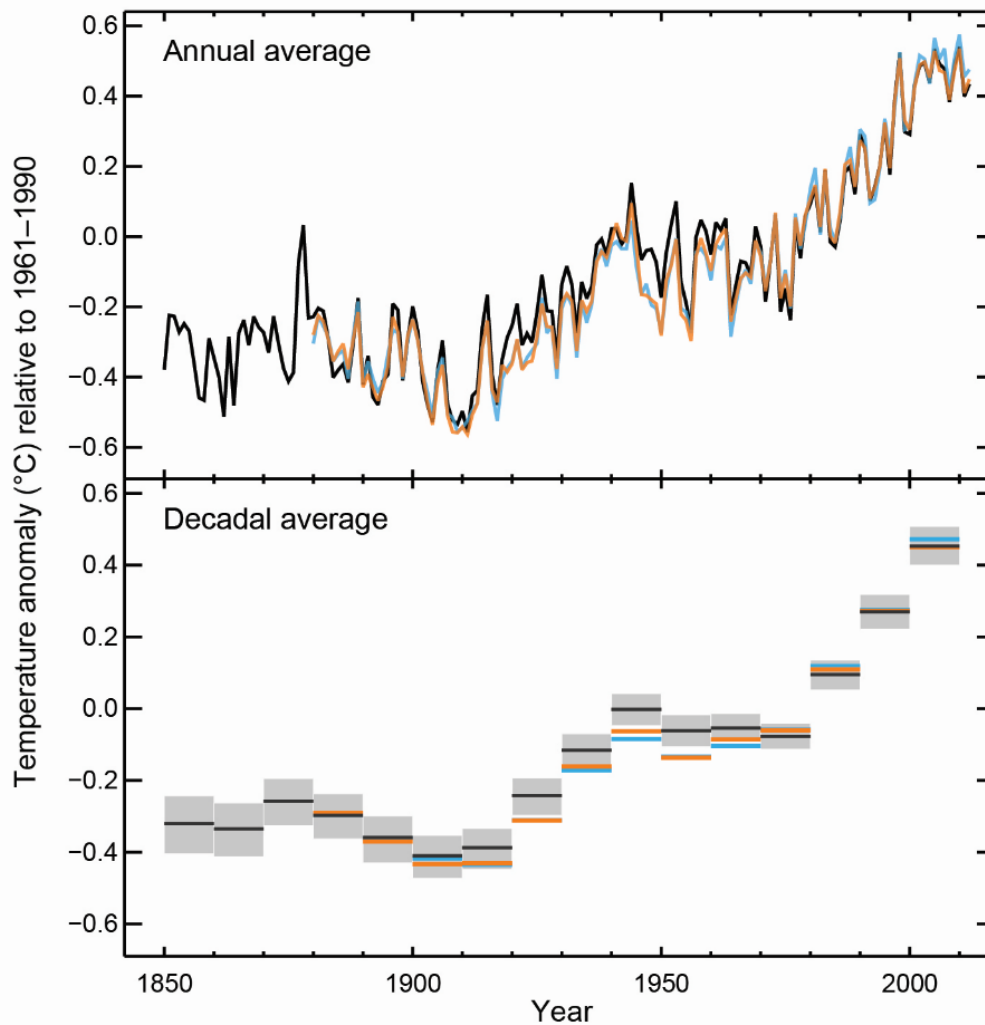 Annual average
0.6
0.4
0.2
0.0
−0.2
−0.4
−0.6
Decadal average
0.6
0.4
0.2
0.0
−0.2
−0.4
−0.6
Temperature anomaly (°C) relative to 1961–1990
1850 1900 1950 2000
Year